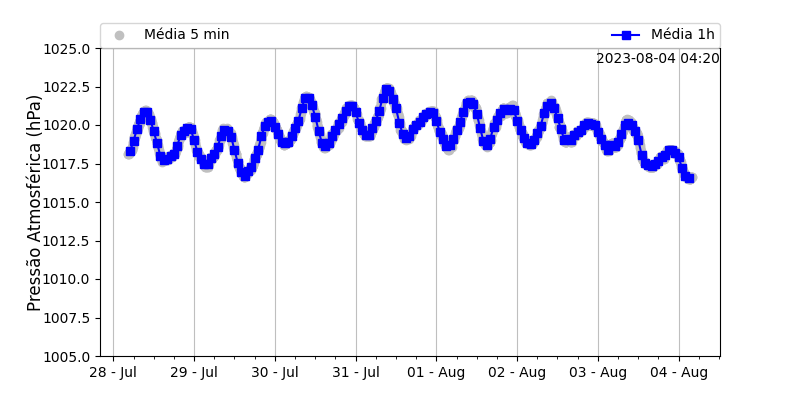 Média 5 min
Média 1h
2023-08-04 04:20
Pressão Atmosférica (hPa)
1025.0
1022.5
1020.0
1017.5
1015.0
1012.5
1010.0
1007.5
1005.0
28 - Jul
29 - Jul
30 - Jul
31 - Jul
01 - Aug
02 - Aug
03 - Aug
04 - Aug